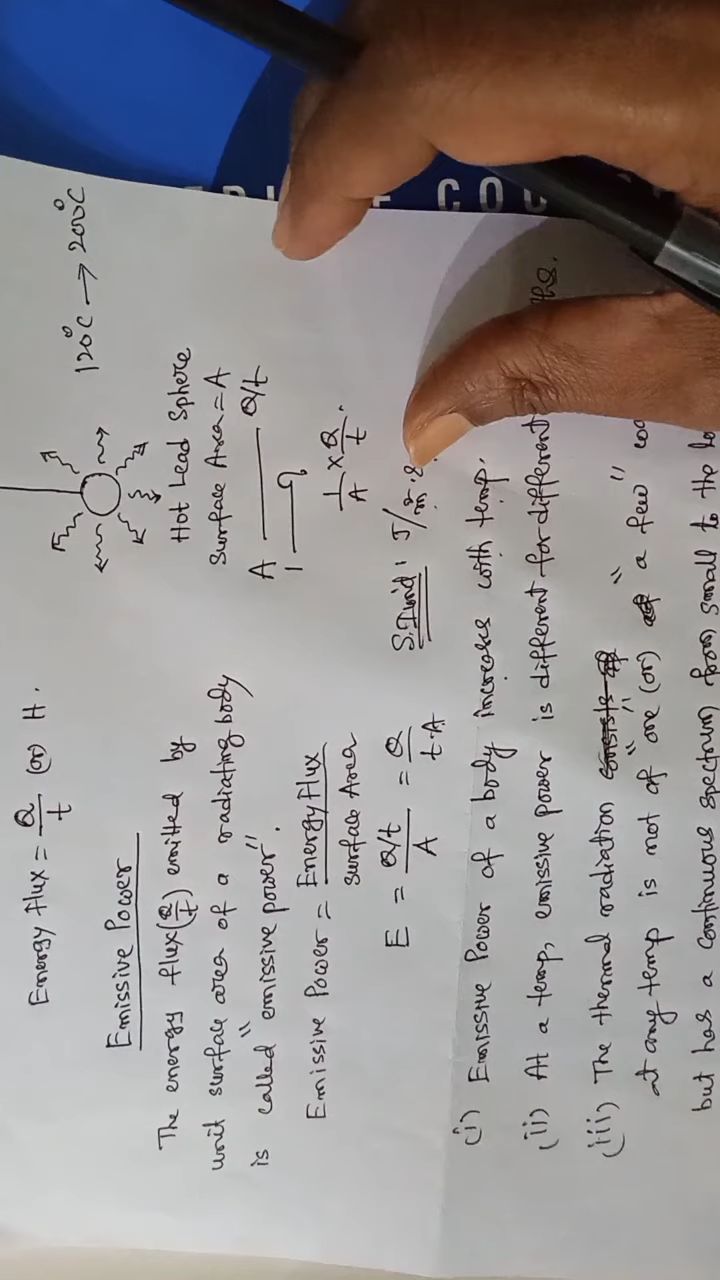 Energy flux = Q/t (or) H.
120°C → 200°C
Emissive Power
Hot Lead Sphere
Surface Area = A
The energy flux (Q/t) emitted by
unit surface area of a radiating body
is called "emissive power".
A —— Q/t
1 —— ?
1/A × Q/t.
Emissive Power = Energy flux / surface Area
E = Q/t / A = Q / t.A
S.I unit : J/m².s.
(i) Emissive Power of a body increases with temp.
(ii) At a temp, emissive power is different for different
(iii) The thermal radiation
at any temp is not of "one" (or) "a few"
but has a continuous spectrum from small to the
COU